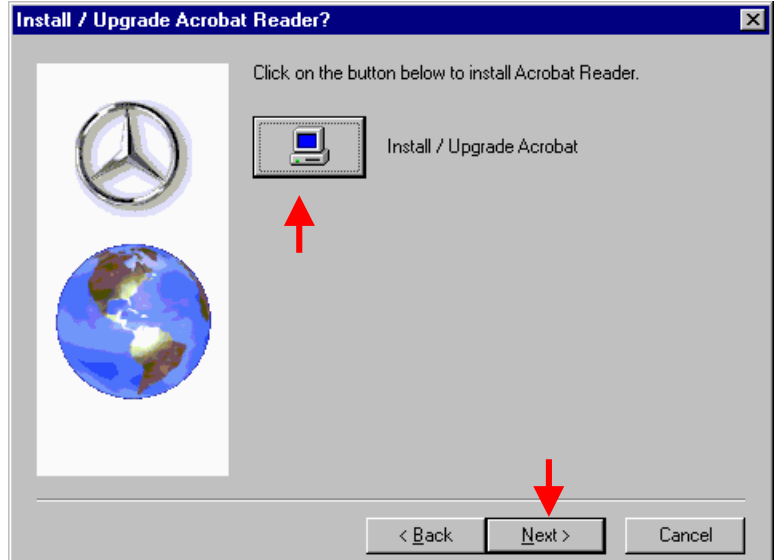 Install / Upgrade Acrobat Reader?
Click on the button below to install Acrobat Reader.
Install / Upgrade Acrobat
< Back
Next >
Cancel